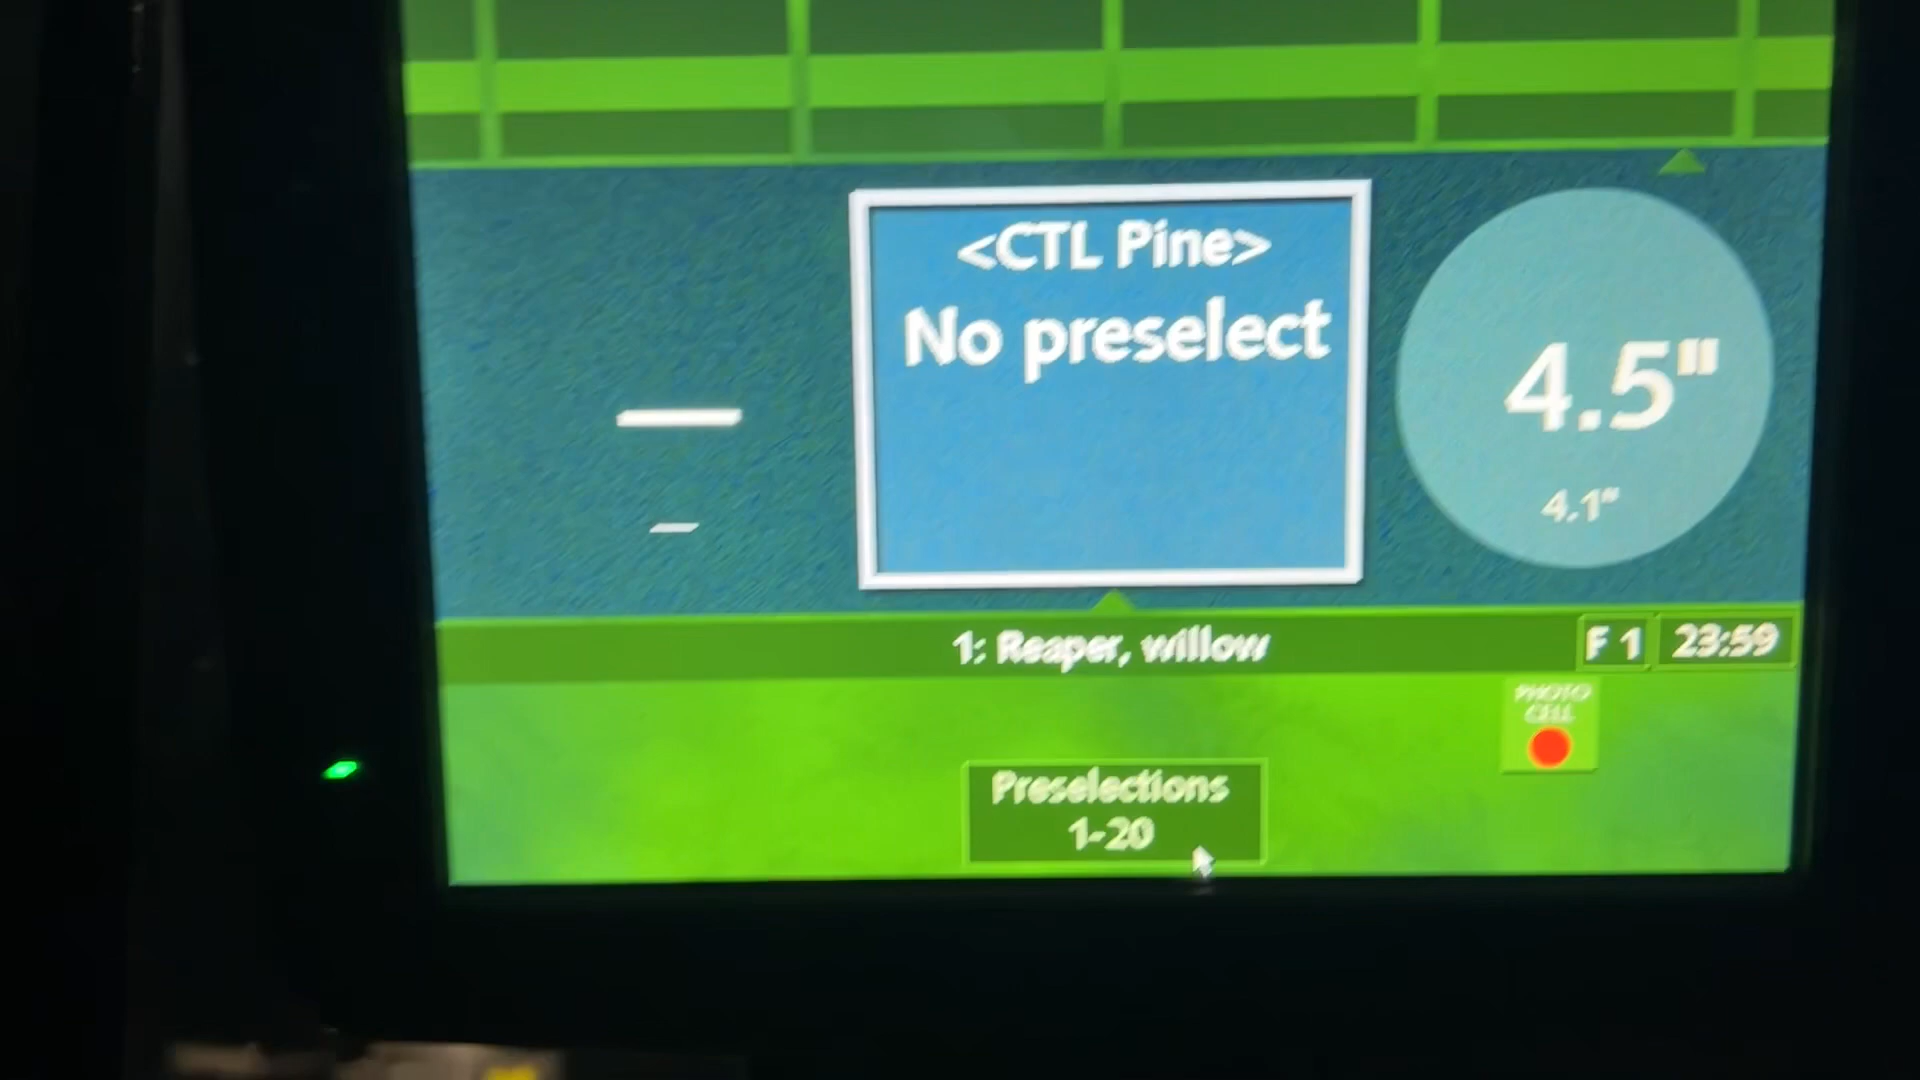 <CTL Pine>
No preselect
4.5"
4.1"
1: Reaper, willow
F 1
23:59
PHOTO
CELL
Preselections
1-20